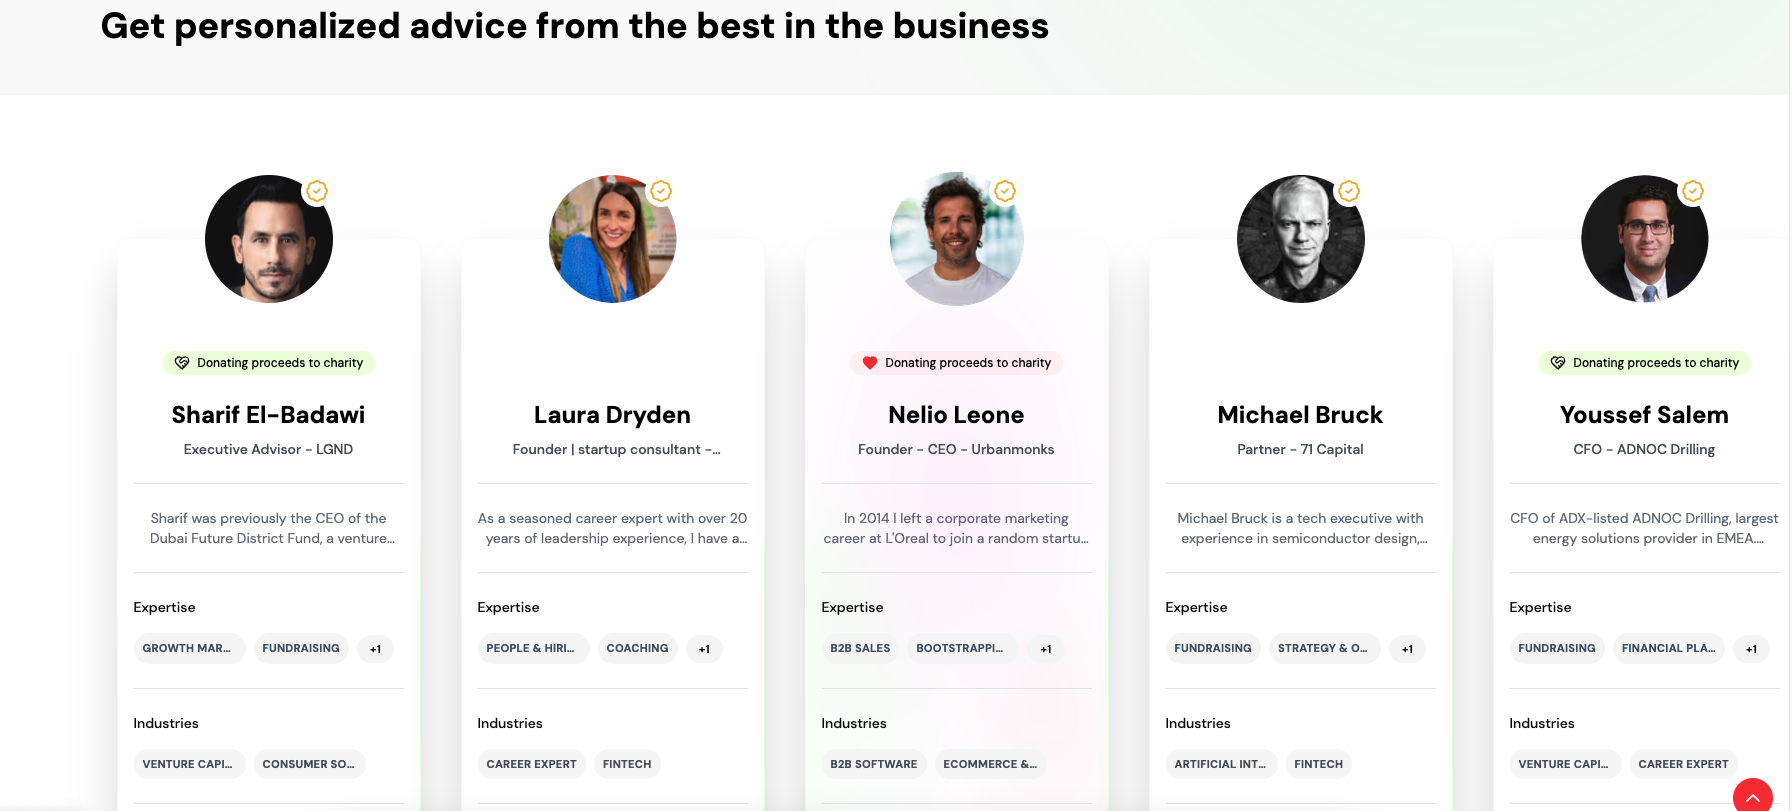 Get personalized advice from the best in the business
Donating proceeds to charity
Sharif El-Badawi
Executive Advisor - LGND
Sharif was previously the CEO of the
Dubai Future District Fund, a venture...
Expertise
GROWTH MAR...
FUNDRAISING
+1
Industries
VENTURE CAPI...
CONSUMER SO...
Laura Dryden
Founder | startup consultant -...
As a seasoned career expert with over 20
years of leadership experience, I have a...
Expertise
PEOPLE & HIRI...
COACHING
+1
Industries
CAREER EXPERT
FINTECH
Donating proceeds to charity
Nelio Leone
Founder - CEO - Urbanmonks
In 2014 I left a corporate marketing
career at L'Oreal to join a random startu...
Expertise
B2B SALES
BOOTSTRAPPI...
+1
Industries
B2B SOFTWARE
ECOMMERCE &...
Michael Bruck
Partner - 71 Capital
Michael Bruck is a tech executive with
experience in semiconductor design,...
Expertise
FUNDRAISING
STRATEGY & O...
+1
Industries
ARTIFICIAL INT...
FINTECH
Donating proceeds to charity
Youssef Salem
CFO - ADNOC Drilling
CFO of ADX-listed ADNOC Drilling, largest
energy solutions provider in EMEA....
Expertise
FUNDRAISING
FINANCIAL PLA...
+1
Industries
VENTURE CAPI...
CAREER EXPERT